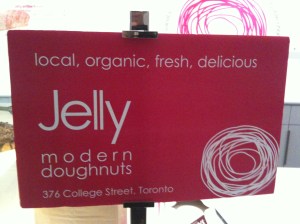 local, organic, fresh, delicious
Jelly
modern
doughnuts
376 College Street, Toronto